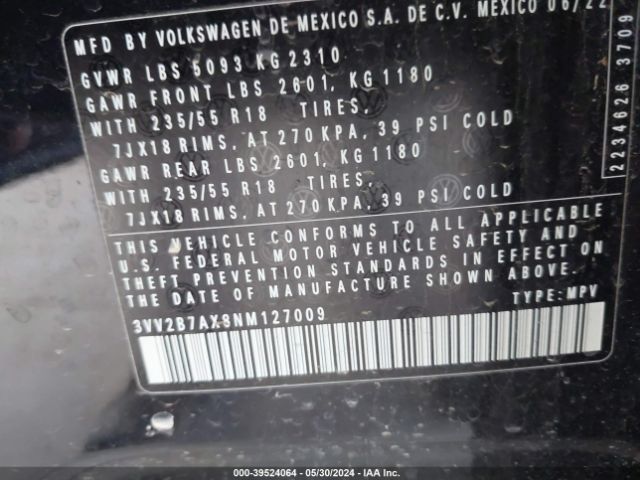 MFD BY VOLKSWAGEN DE MEXICO S.A. DE C.V. MEXICO 06/22
GVWR LBS 5093 KG 2310
GAWR FRONT LBS 2601, KG 1180
WITH 235/55 R18 TIRES,
7JX18 RIMS, AT 270 KPA, 39 PSI COLD
GAWR REAR LBS 2601, KG 1180
WITH 235/55 R18 TIRES,
7JX18 RIMS, AT 270 KPA, 39 PSI COLD
THIS VEHICLE CONFORMS TO ALL APPLICABLE
U.S. FEDERAL MOTOR VEHICLE SAFETY AND
THEFT PREVENTION STANDARDS IN EFFECT ON
THE DATE OF MANUFACTURE SHOWN ABOVE.
3VV2B7AX8NM127009
TYPE: MPV
2234626 3709
000-39524064 - 05/30/2024 - IAA Inc.